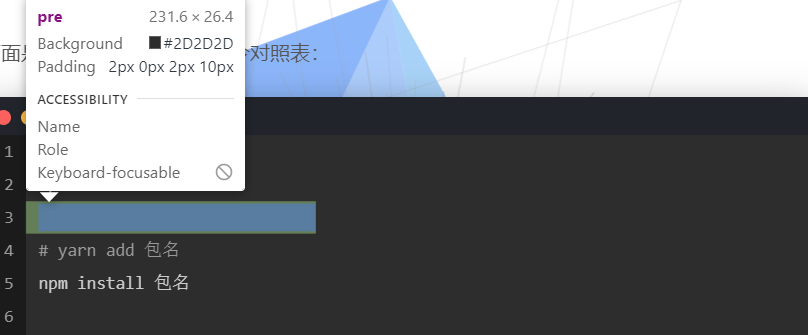 pre 231.6 × 26.4
Background #2D2D2D
Padding 2px 0px 2px 10px
对照表：
ACCESSIBILITY
Name
Role
Keyboard-focusable
1
2
3
4 # yarn add 包名
5 npm install 包名
6